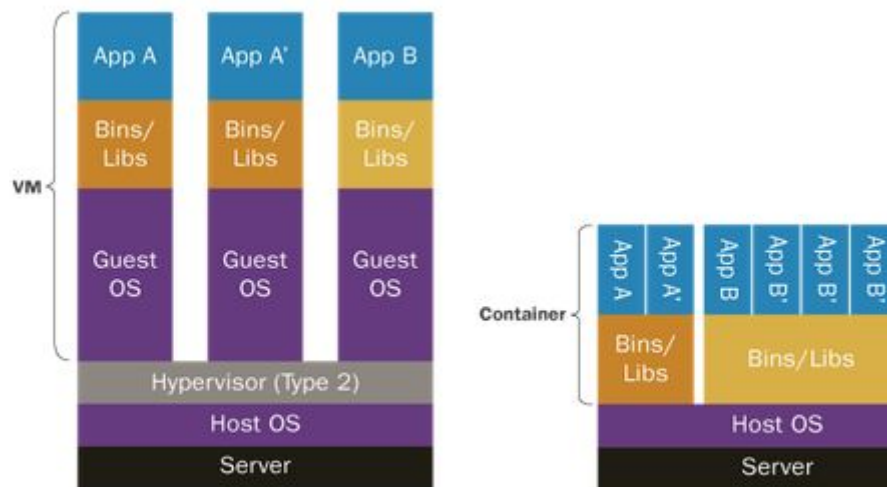 App A
App A'
App B
Bins/
Libs
Bins/
Libs
Bins/
Libs
VM
Guest
OS
Guest
OS
Guest
OS
Hypervisor (Type 2)
Host OS
Server
App A
App A'
App B
App B'
App B'
App B'
Container
Bins/
Libs
Bins/Libs
Host OS
Server